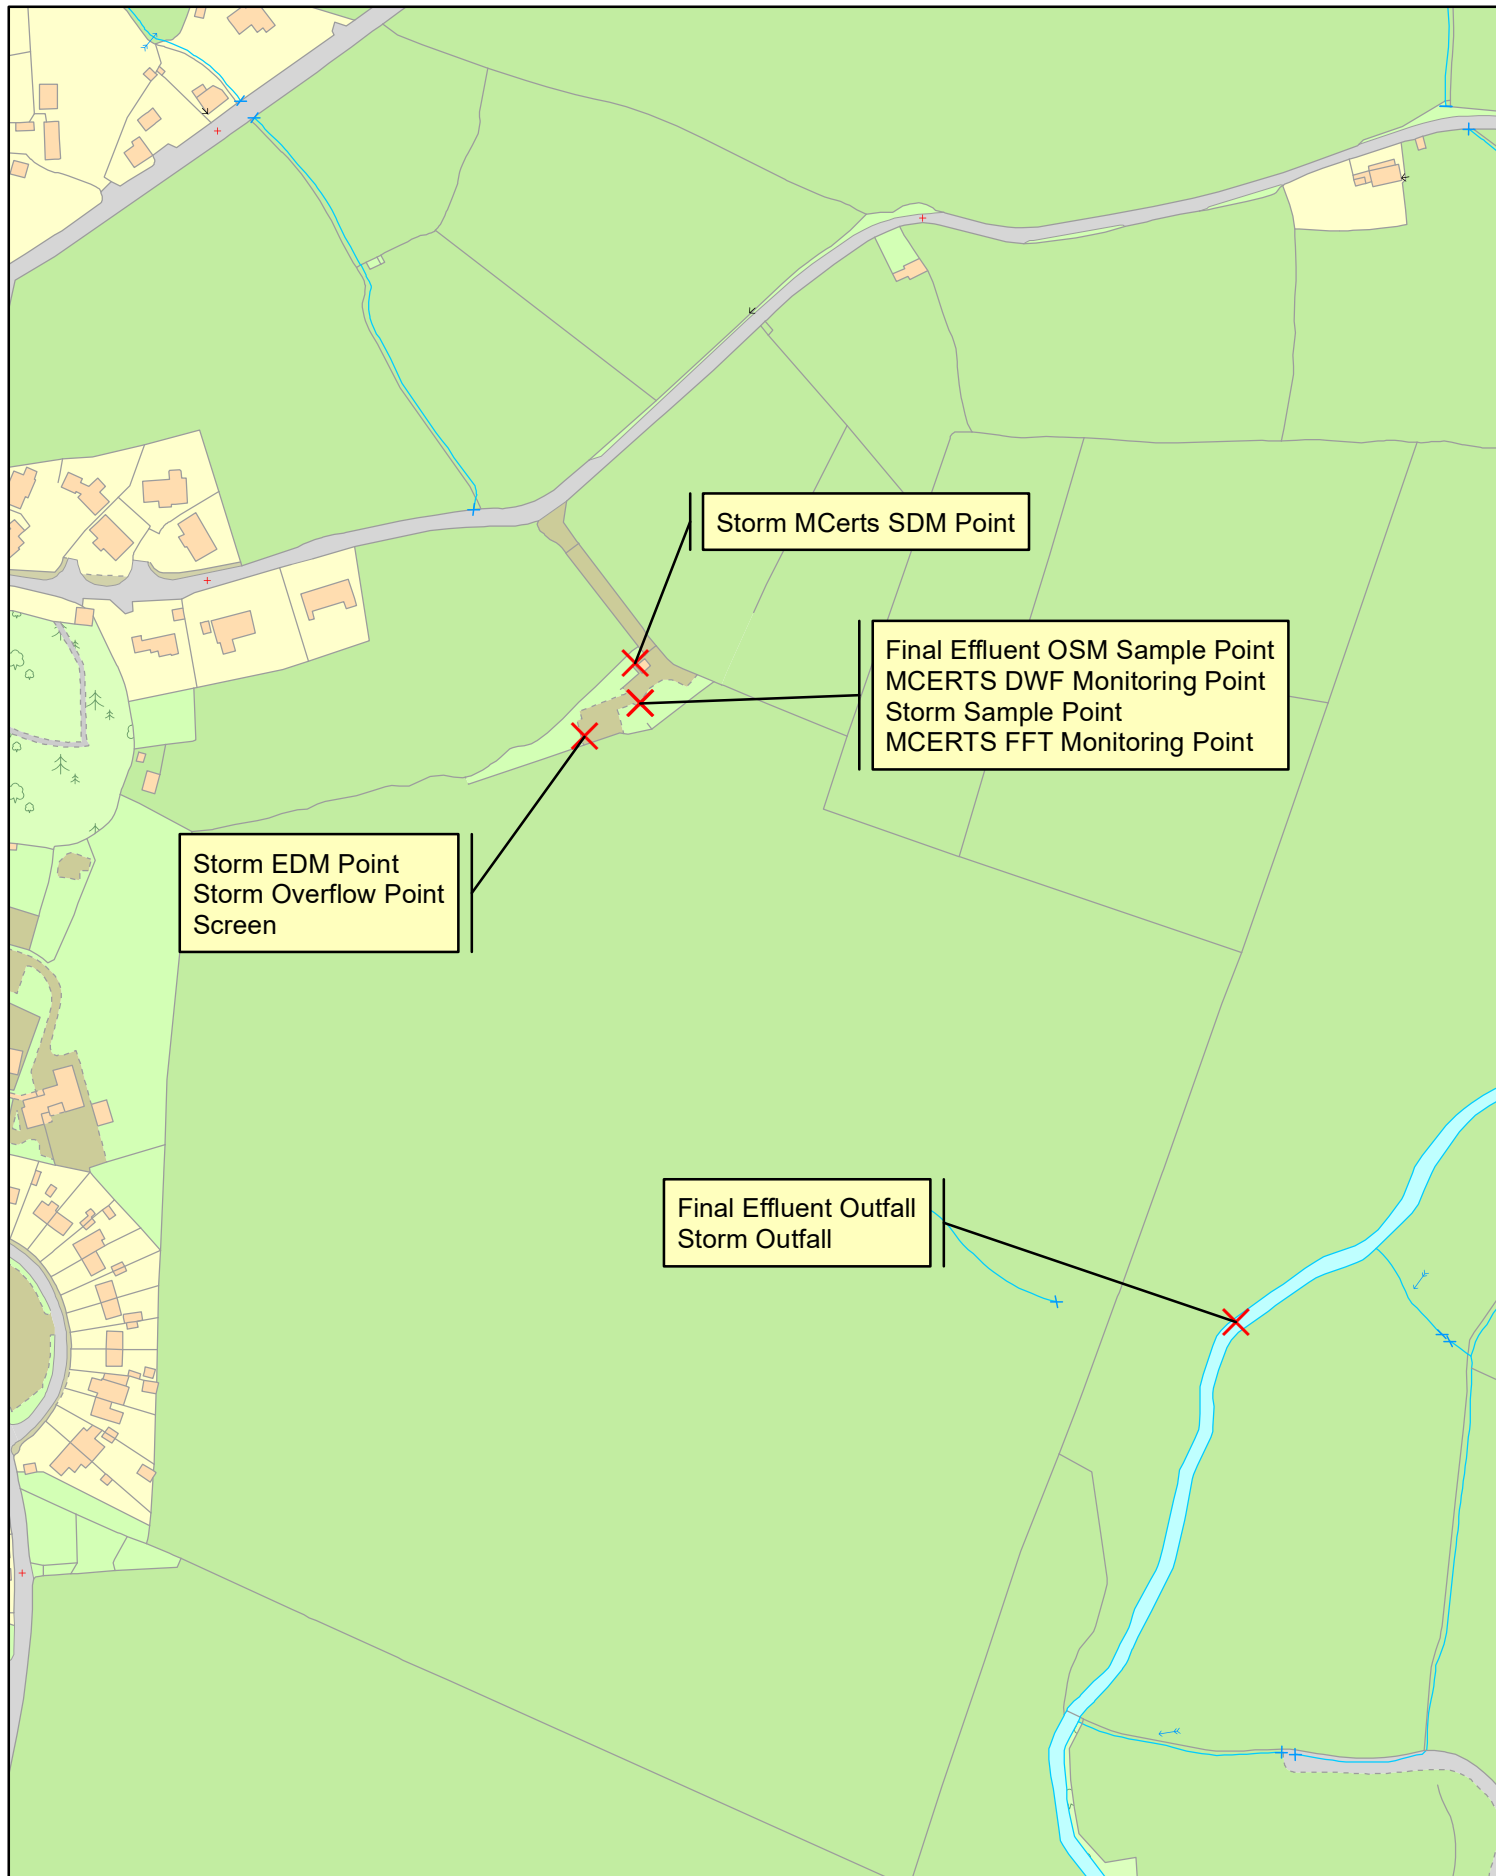 Storm MCerts SDM Point
Final Effluent OSM Sample Point
MCERTS DWF Monitoring Point
Storm Sample Point
MCERTS FFT Monitoring Point
Storm EDM Point
Storm Overflow Point
Screen
Final Effluent Outfall
Storm Outfall